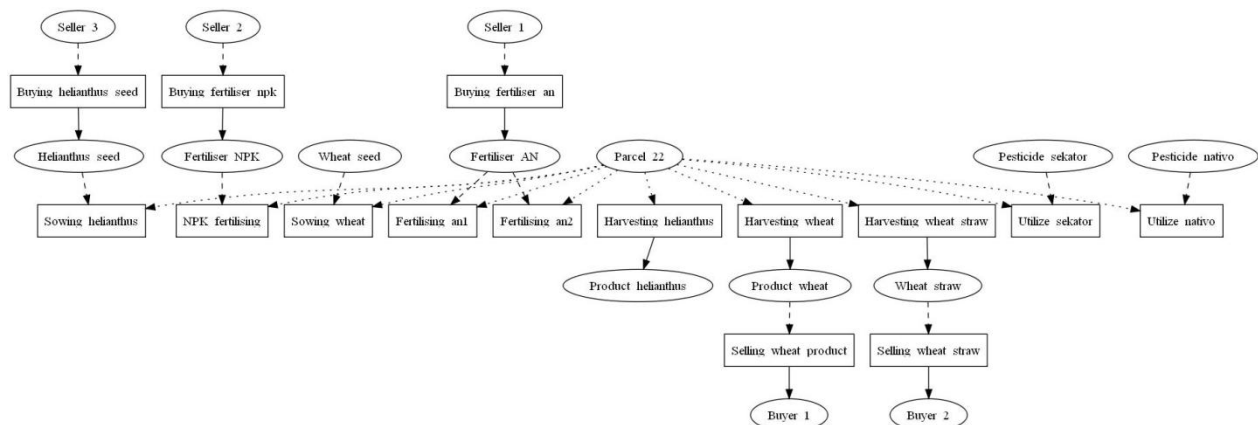 Seller 3
Seller 2
Seller 1
Buying helianthus seed
Buying fertiliser npk
Buying fertiliser an
Helianthus seed
Fertiliser NPK
Wheat seed
Fertiliser AN
Parcel 22
Pesticide sekator
Pesticide nativo
Sowing helianthus
NPK fertilising
Sowing wheat
Fertilising an1
Fertilising an2
Harvesting helianthus
Harvesting wheat
Harvesting wheat straw
Utilize sekator
Utilize nativo
Product helianthus
Product wheat
Wheat straw
Selling wheat product
Selling wheat straw
Buyer 1
Buyer 2